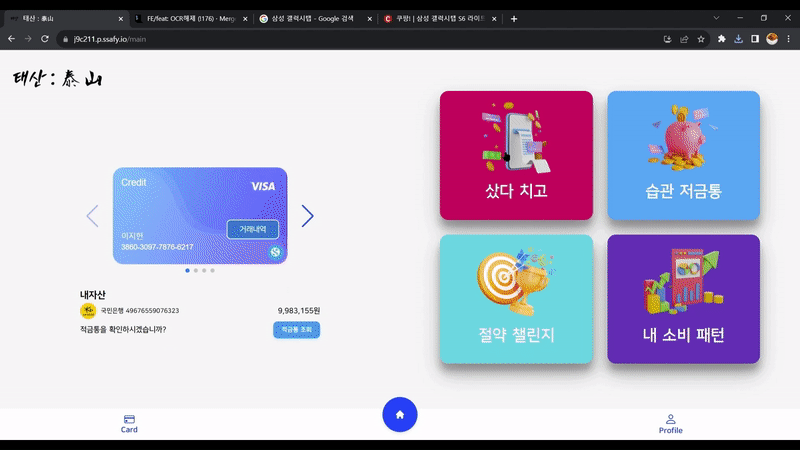 태산 : 泰山
FE/feat: OCR해제 (!176) · Merge
삼성 갤럭시탭 - Google 검색
쿠팡! | 삼성 갤럭시탭 S6 라이트
j9c211.p.ssafy.io/main
태산 : 泰山
Credit
VISA
거래내역
이지헌
3860-3097-7876-6217
내자산
국민은행 49676559076323
9,983,155원
적금통을 확인하시겠습니까?
적금통 조회
샀다 치고
습관 저금통
절약 챌린지
내 소비 패턴
Card
Profile